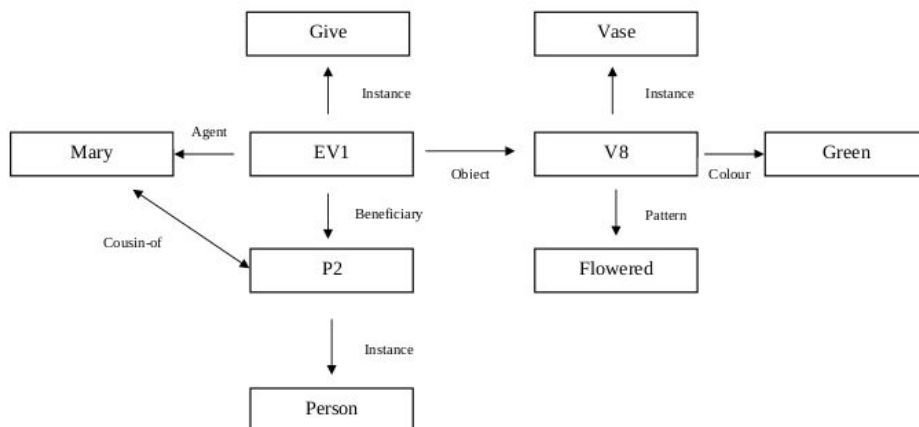 Give
Vase
Instance
Instance
Agent
Mary
EV1
V8
Green
Obiect
Colour
Beneficiary
Pattern
Cousin-of
P2
Flowered
Instance
Person